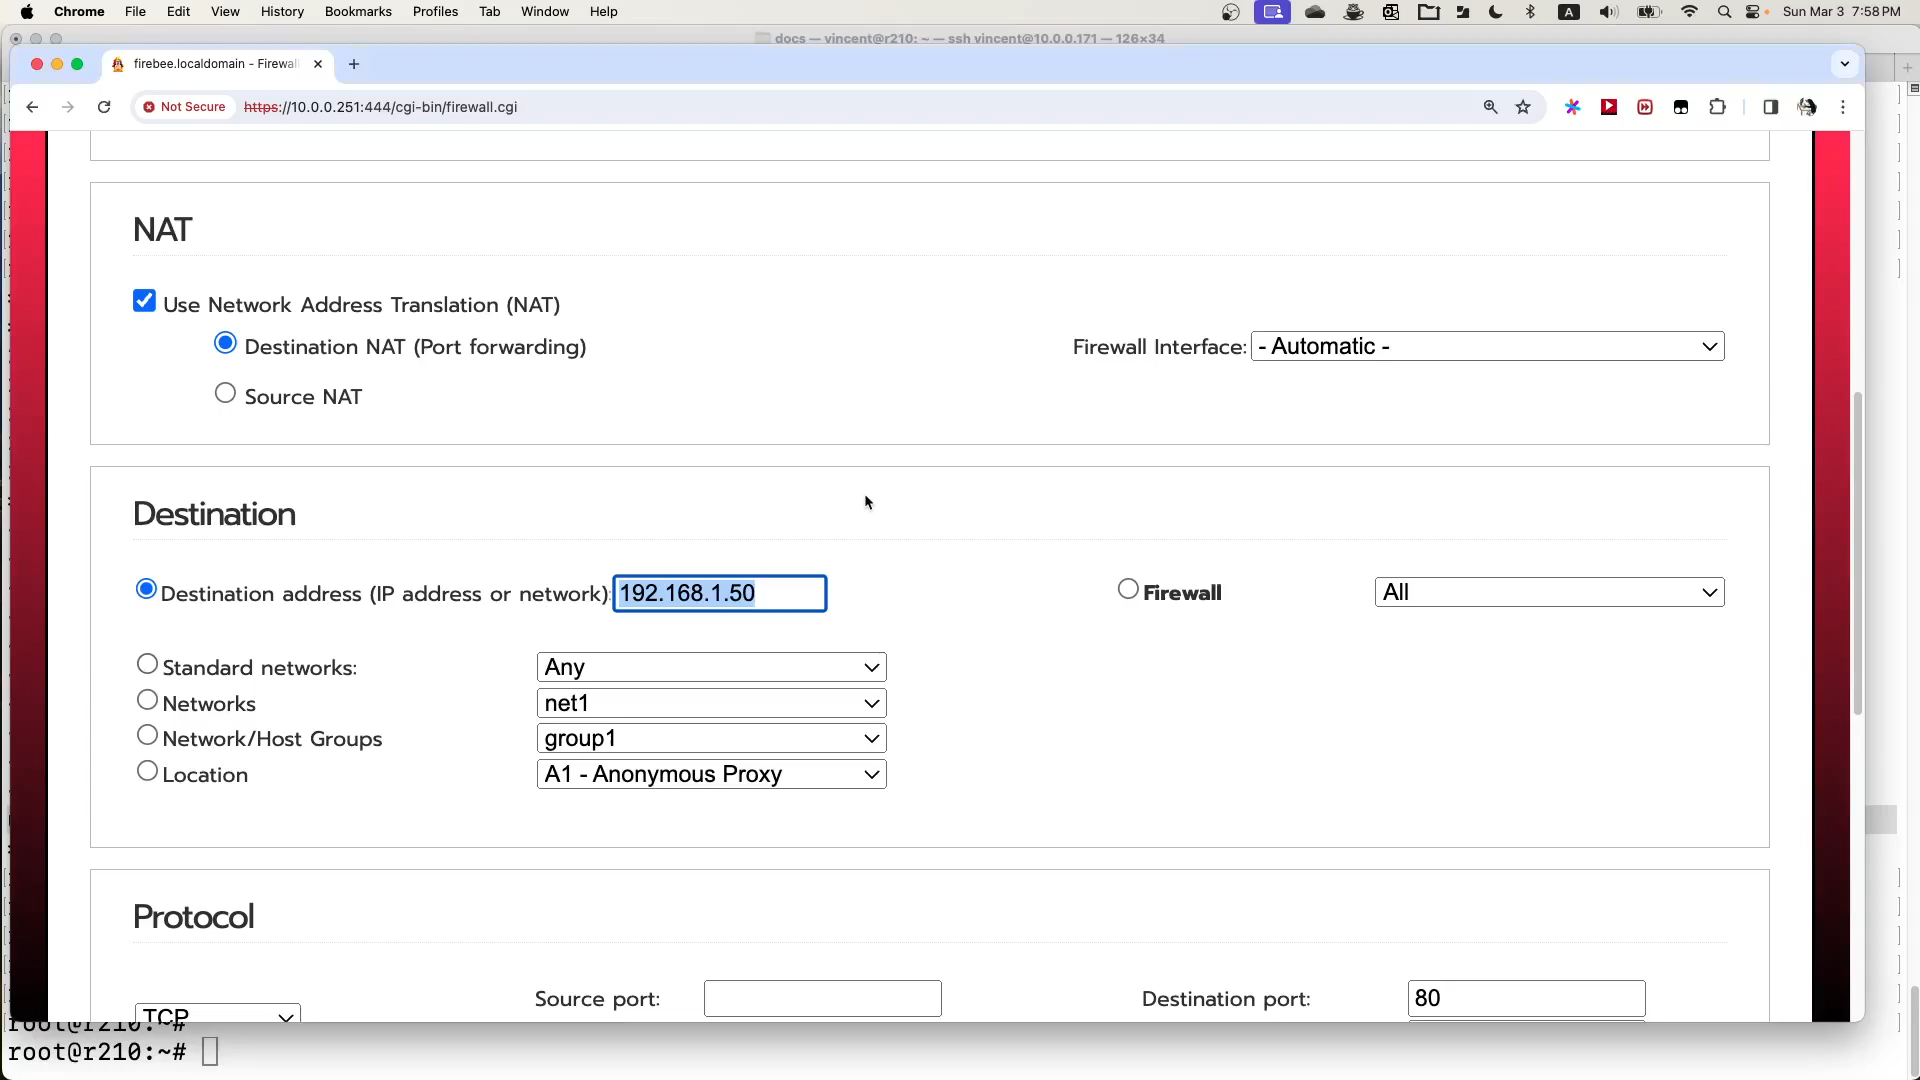 Chrome File Edit View History Bookmarks Profiles Tab Window Help A Sun Mar 3 7:58 PM
docs — vincent@r210: ~ — ssh vincent@10.0.0.171 — 126×34
firebee.localdomain - Firewall
Not Secure https://10.0.0.251:444/cgi-bin/firewall.cgi
NAT
Use Network Address Translation (NAT)
Destination NAT (Port forwarding) Firewall Interface: - Automatic -
Source NAT
Destination
Destination address (IP address or network): 192.168.1.50 Firewall All
Standard networks: Any
Networks net1
Network/Host Groups group1
Location A1 - Anonymous Proxy
Protocol
Source port: Destination port: 80
TCP
root@r210:~#
root@r210:~#